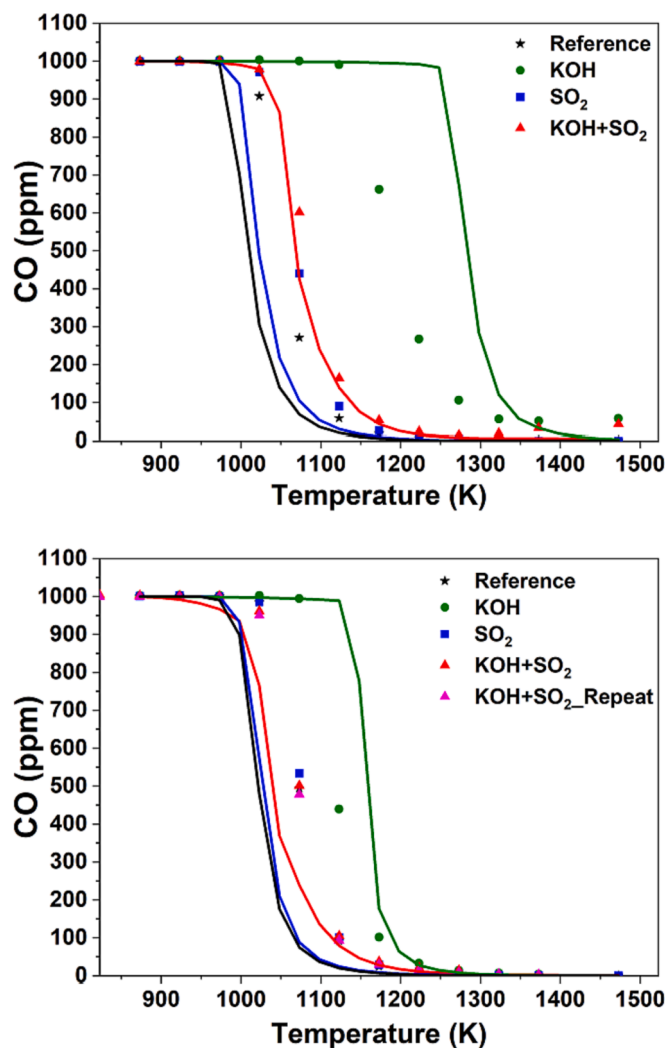 1100
1000
900
800
700
600
500
400
300
200
100
0
CO (ppm)
Reference
KOH
SO₂
KOH+SO₂
900 1000 1100 1200 1300 1400 1500
Temperature (K)
1100
1000
900
800
700
600
500
400
300
200
100
0
CO (ppm)
Reference
KOH
SO₂
KOH+SO₂
KOH+SO₂_Repeat
900 1000 1100 1200 1300 1400 1500
Temperature (K)